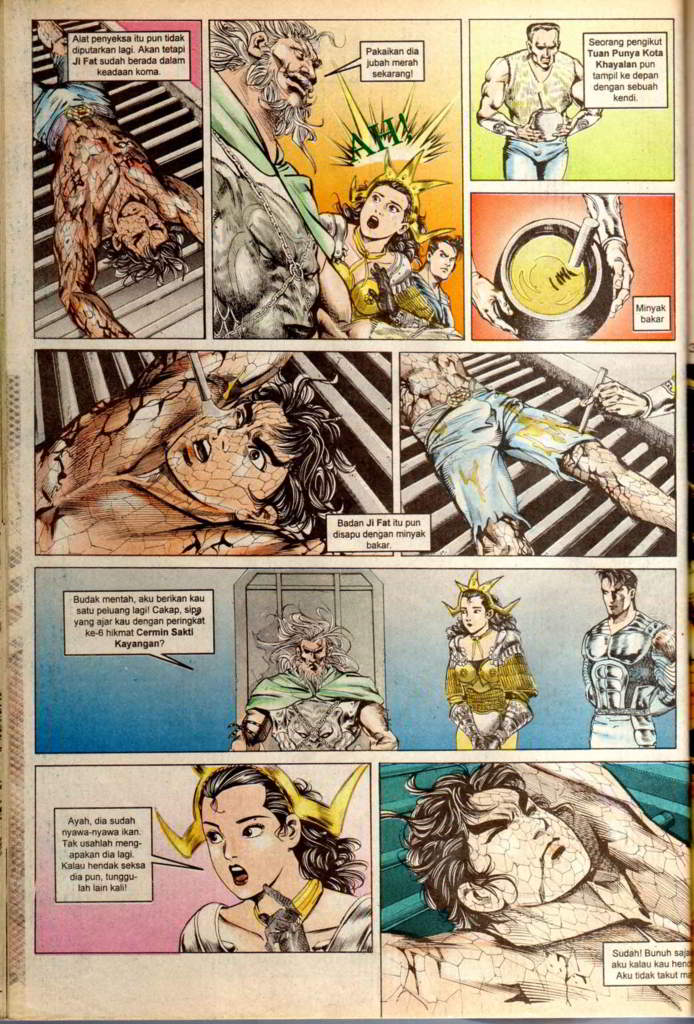 Alat penyeksa itu pun tidak
diputarkan lagi. Akan tetapi
Ji Fat sudah berada dalam
keadaan koma.
Pakaikan dia
jubah merah
sekarang!
AH!
Seorang pengikut
Tuan Punya Kota
Khayalan pun
tampil ke depan
dengan sebuah
kendi.
Minyak
bakar
Badan Ji Fat itu pun
disapu dengan minyak
bakar.
Budak mentah, aku berikan kau
satu peluang lagi! Cakap, sipa
yang ajar kau dengan peringkat
ke-6 hikmat Cermin Sakti
Kayangan?
Ayah, dia sudah
nyawa-nyawa ikan.
Tak usahlah meng-
apakan dia lagi.
Kalau hendak seksa
dia pun, tunggu-
lah lain kali!
Sudah! Bunuh saja
aku kalau kau hend
Aku tidak takut ma